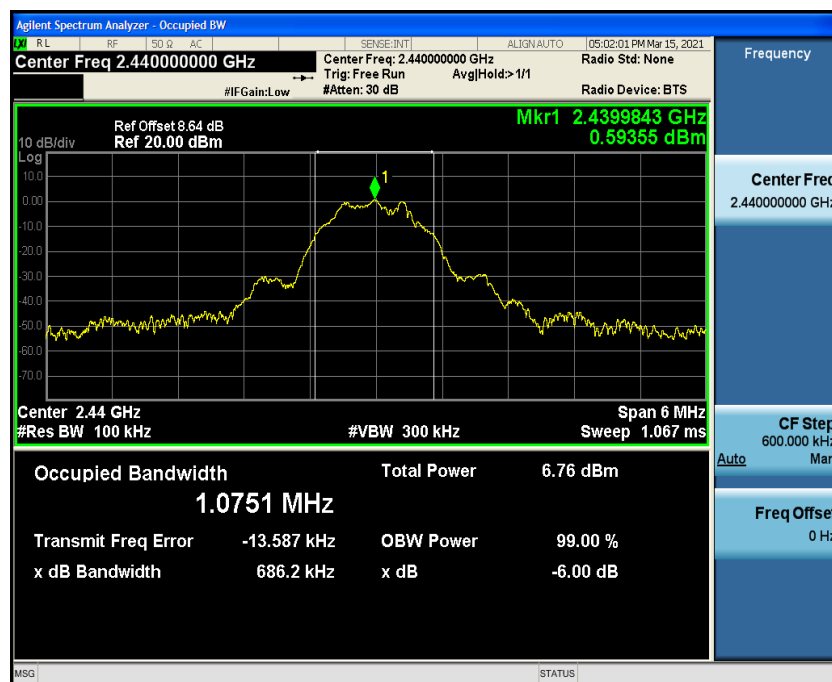 Agilent Spectrum Analyzer - Occupied BW
LXI RL RF 50 Ω AC SENSE:INT ALIGN AUTO 05:02:01 PM Mar 15, 2021
Center Freq 2.440000000 GHz
Center Freq: 2.440000000 GHz
Radio Std: None
Trig: Free Run Avg|Hold:>1/1
#IFGain:Low
#Atten: 30 dB
Radio Device: BTS
Frequency
Mkr1 2.4399843 GHz
0.59355 dBm
Ref Offset 8.64 dB
10 dB/div Ref 20.00 dBm
Log
10.0
0.00
-10.0
-20.0
-30.0
-40.0
-50.0
-60.0
-70.0
1
Center 2.44 GHz Span 6 MHz
#Res BW 100 kHz #VBW 300 kHz Sweep 1.067 ms
Occupied Bandwidth Total Power 6.76 dBm
1.0751 MHz
Transmit Freq Error -13.587 kHz OBW Power 99.00 %
x dB Bandwidth 686.2 kHz x dB -6.00 dB
Center Freq
2.440000000 GHz
CF Step
600.000 kHz
Auto Man
Freq Offset
0 Hz
MSG STATUS